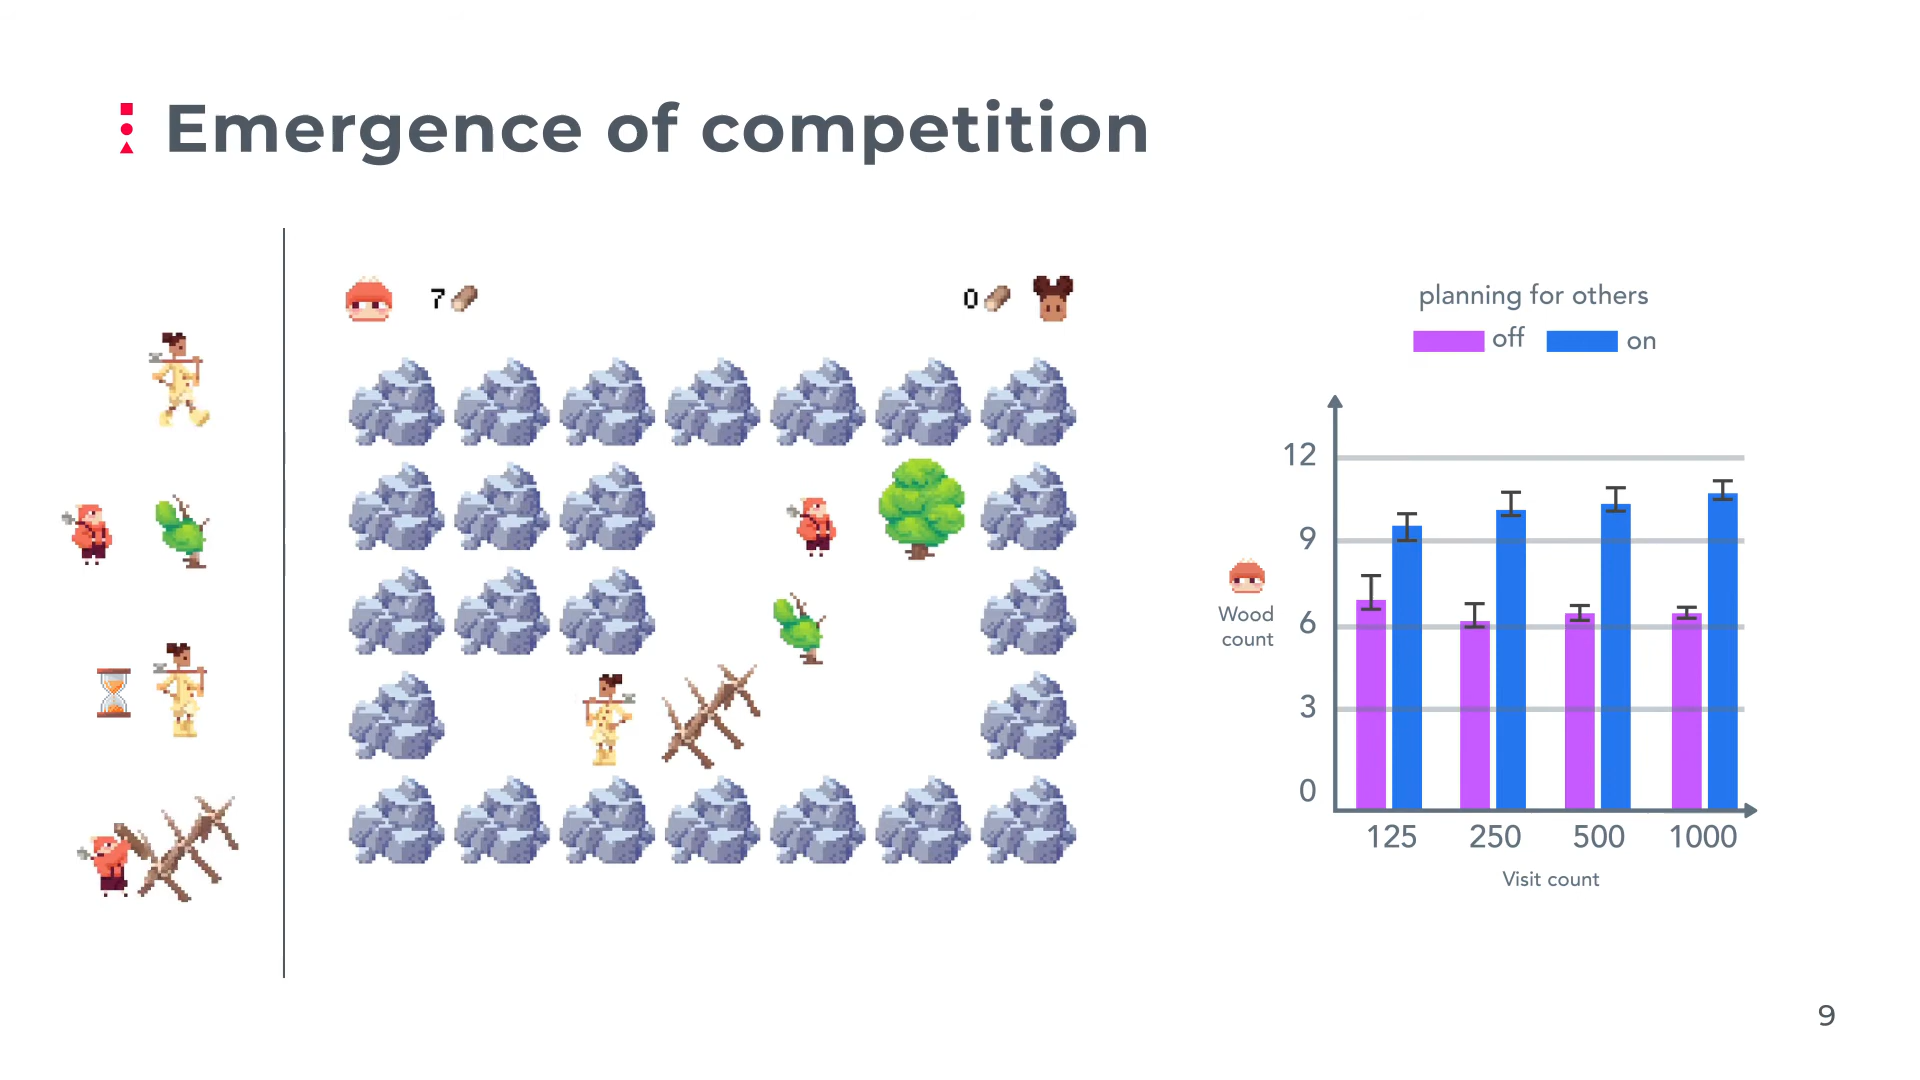 Emergence of competition
7
0
planning for others
off
on
12
9
6
3
0
Wood
count
125
250
500
1000
Visit count
9